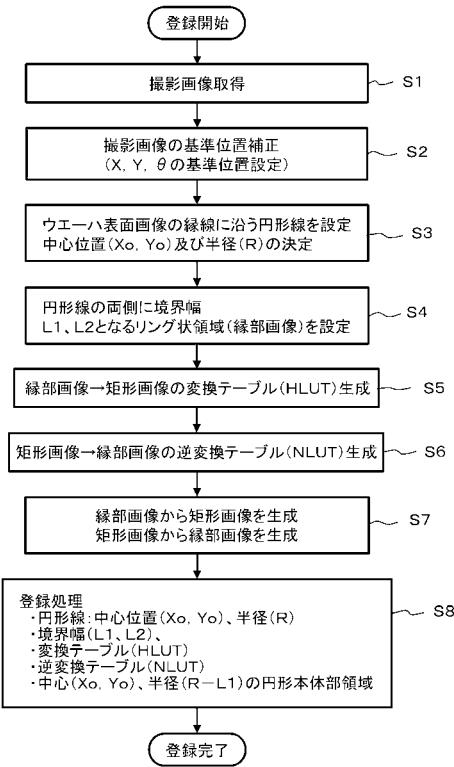 登録開始
撮影画像取得
S1
撮影画像の基準位置補正
(X, Y, θの基準位置設定)
S2
ウエーハ表面画像の縁線に沿う円形線を設定
中心位置(Xo, Yo)及び半径(R)の決定
S3
円形線の両側に境界幅
L1、L2となるリング状領域(縁部画像)を設定
S4
縁部画像→矩形画像の変換テーブル(HLUT)生成
S5
矩形画像→縁部画像の逆変換テーブル(NLUT)生成
S6
縁部画像から矩形画像を生成
矩形画像から縁部画像を生成
S7
登録処理
・円形線:中心位置(Xo, Yo)、半径(R)
・境界幅(L1、L2)、
・変換テーブル(HLUT)
・逆変換テーブル(NLUT)
・中心(Xo, Yo)、半径(R−L1)の円形本体部領域
S8
登録完了